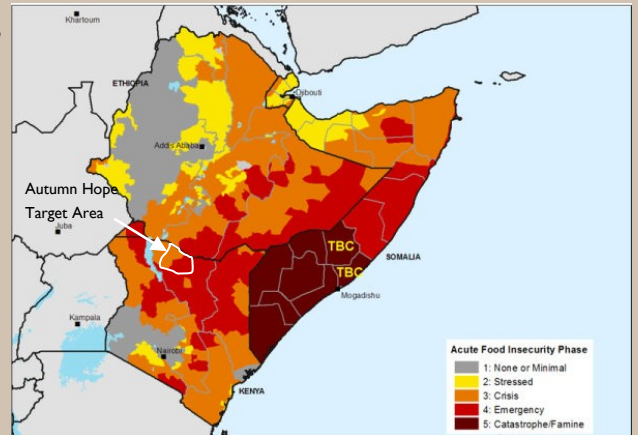 Khartoum
ETHIOPIA
Djibouti
Addis Ababa
Autumn Hope
Target Area
Juba
TBC
SOMALIA
TBC
Mogadishu
Kampala
Nairobi
KENYA
Acute Food Insecurity Phase
1: None or Minimal
2: Stressed
3: Crisis
4: Emergency
5: Catastrophe/Famine